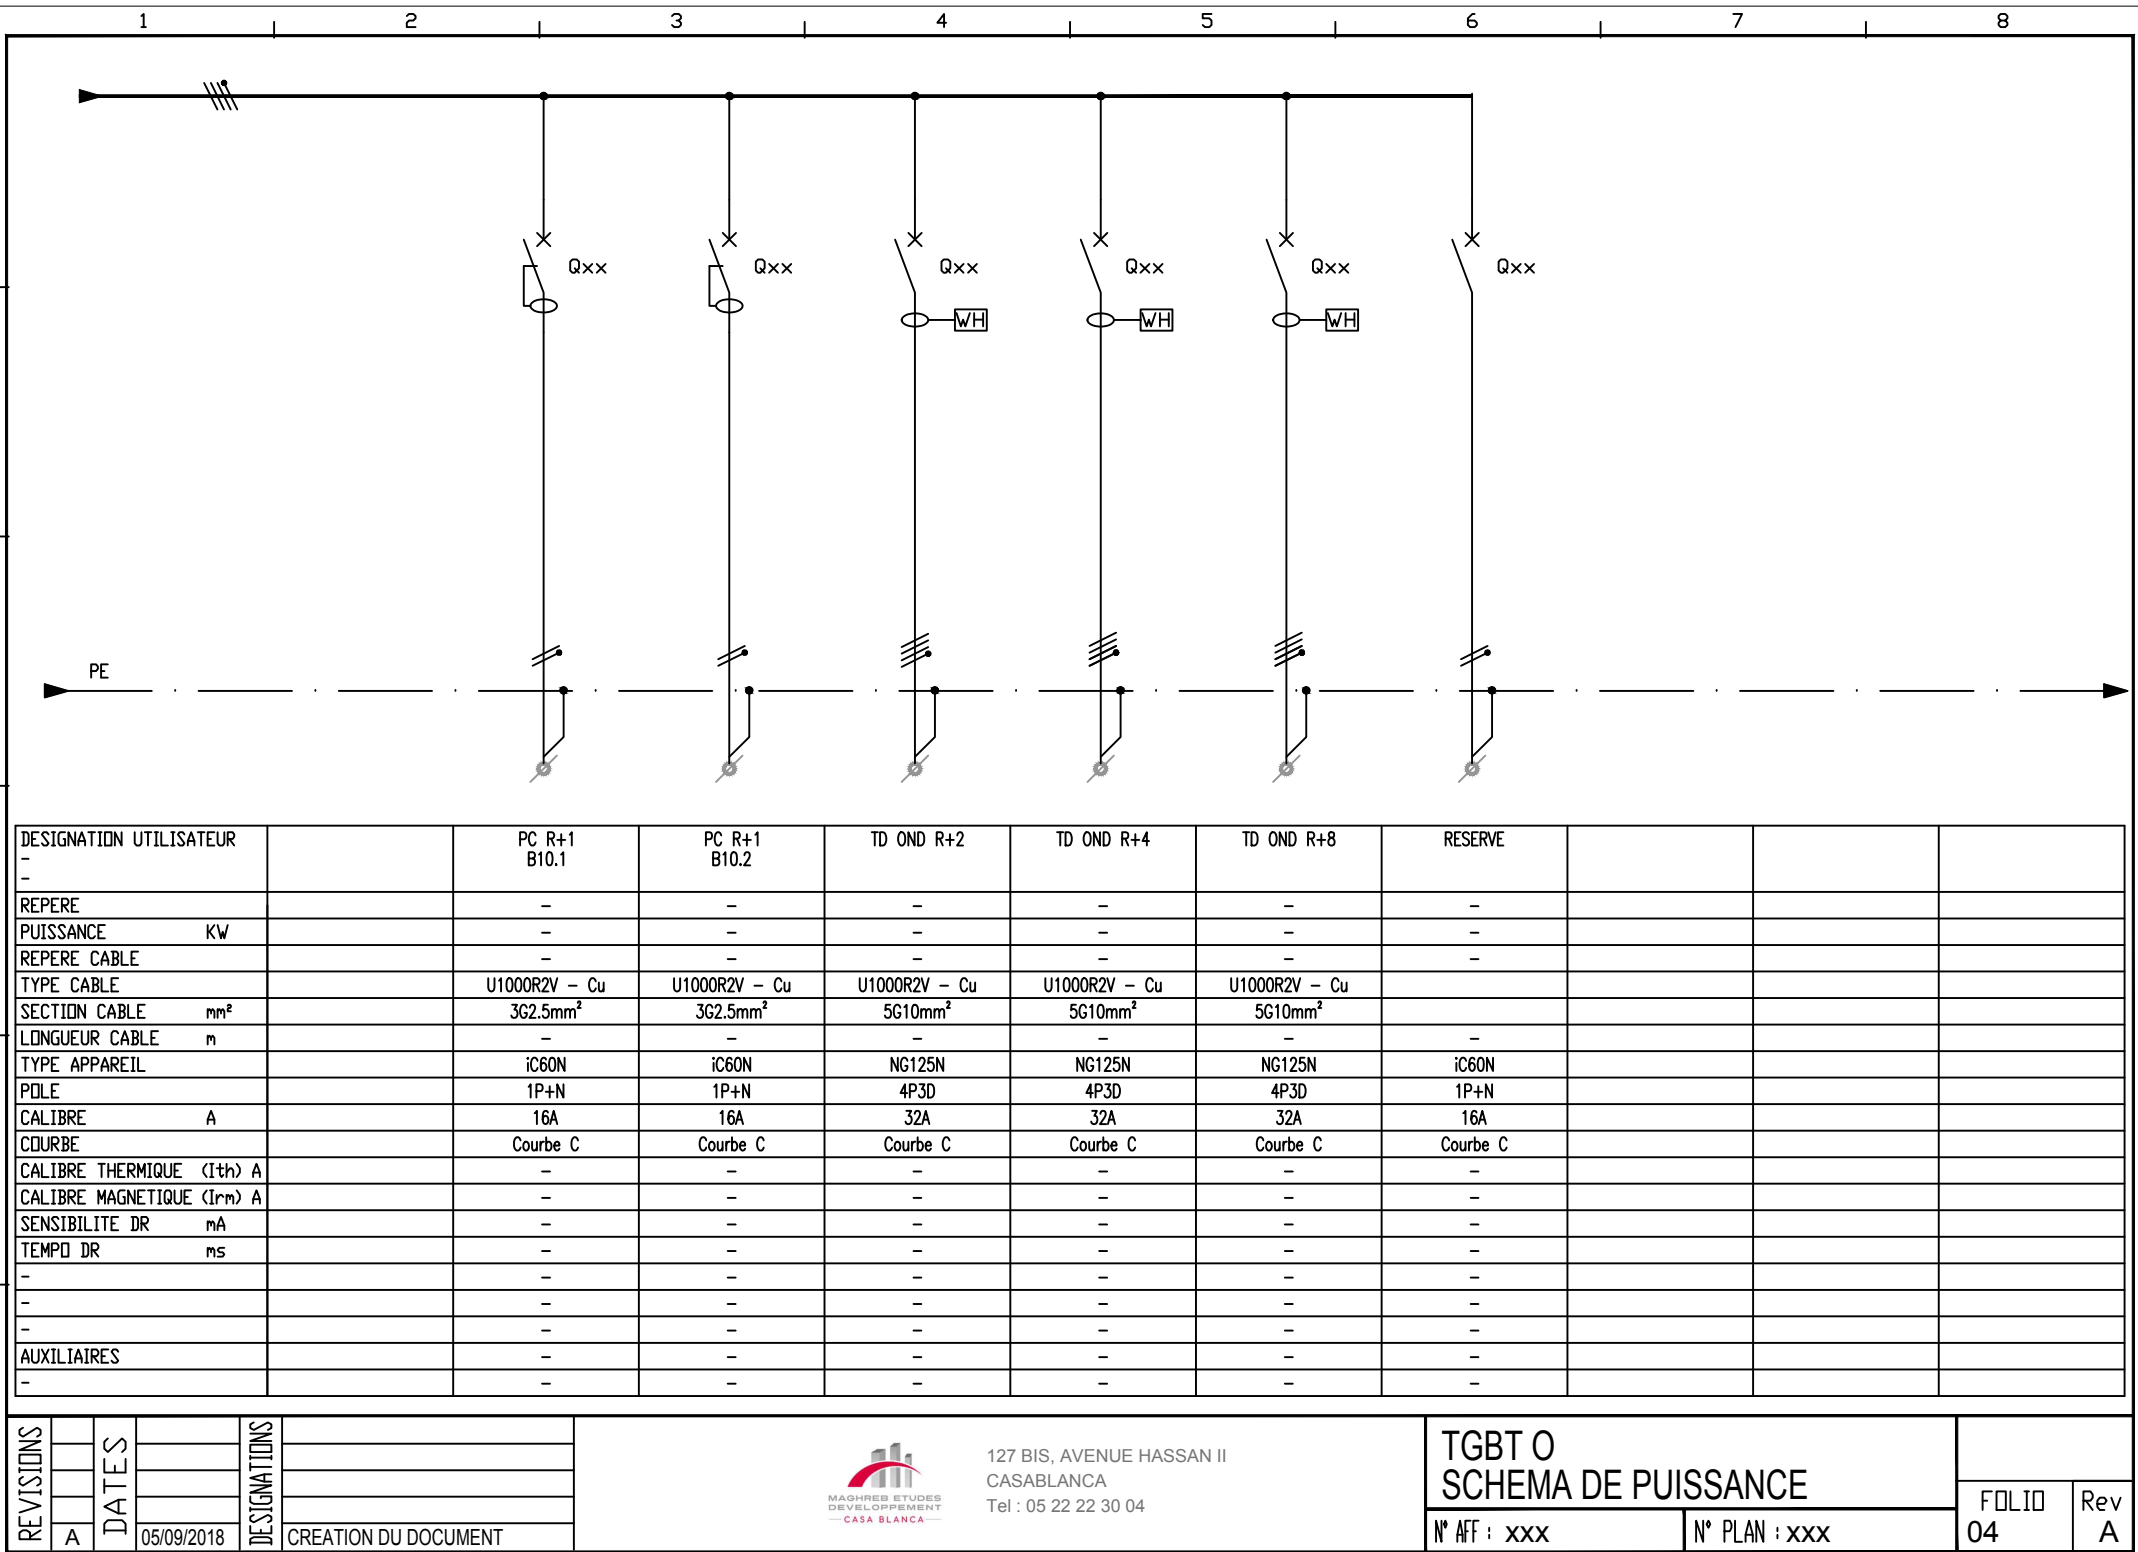 1 2 3 4 5 6 7 8
Qxx Qxx Qxx Qxx Qxx Qxx
WH WH WH
PE
DESIGNATION UTILISATEUR PC R+1 PC R+1 TD OND R+2 TD OND R+4 TD OND R+8 RESERVE
- B10.1 B10.2
-
REPERE - - - - - -
PUISSANCE KW - - - - - -
REPERE CABLE - - - - - -
TYPE CABLE U1000R2V - Cu U1000R2V - Cu U1000R2V - Cu U1000R2V - Cu U1000R2V - Cu
SECTION CABLE mm² 3G2.5mm² 3G2.5mm² 5G10mm² 5G10mm² 5G10mm²
LONGUEUR CABLE m - - - - - -
TYPE APPAREIL iC60N iC60N NG125N NG125N NG125N iC60N
POLE 1P+N 1P+N 4P3D 4P3D 4P3D 1P+N
CALIBRE A 16A 16A 32A 32A 32A 16A
COURBE Courbe C Courbe C Courbe C Courbe C Courbe C Courbe C
CALIBRE THERMIQUE (Ith) A - - - - - -
CALIBRE MAGNETIQUE (Irm) A - - - - - -
SENSIBILITE DR mA - - - - - -
TEMPO DR ms - - - - - -
- - - - - - -
- - - - - - -
- - - - - - -
AUXILIAIRES - - - - - -
- - - - - - -
REVISIONS
A
DATES
05/09/2018
DESIGNATIONS
CREATION DU DOCUMENT
MAGHREB ETUDES
DEVELOPPEMENT
CASA BLANCA
127 BIS, AVENUE HASSAN II
CASABLANCA
Tel : 05 22 22 30 04
TGBT O
SCHEMA DE PUISSANCE
N° AFF : xxx
N° PLAN : xxx
FOLIO
04
Rev
A